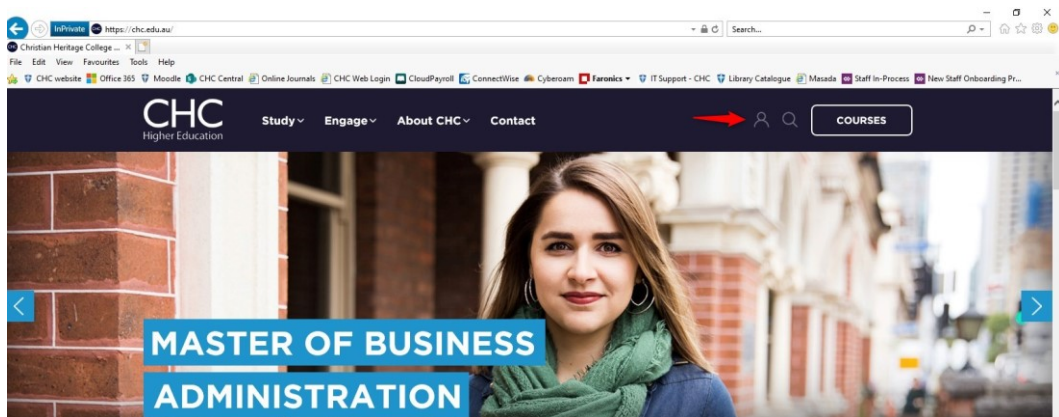 InPrivate https://chc.edu.au/ Search...
Christian Heritage College ...
File Edit View Favourites Tools Help
CHC website Office 365 Moodle CHC Central Online Journals CHC Web Login CloudPayroll ConnectWise Cyberoam Faronics IT Support - CHC Library Catalogue Masada Staff In-Process New Staff Onboarding Pr...
CHC
Higher Education
Study Engage About CHC Contact COURSES
MASTER OF BUSINESS
ADMINISTRATION